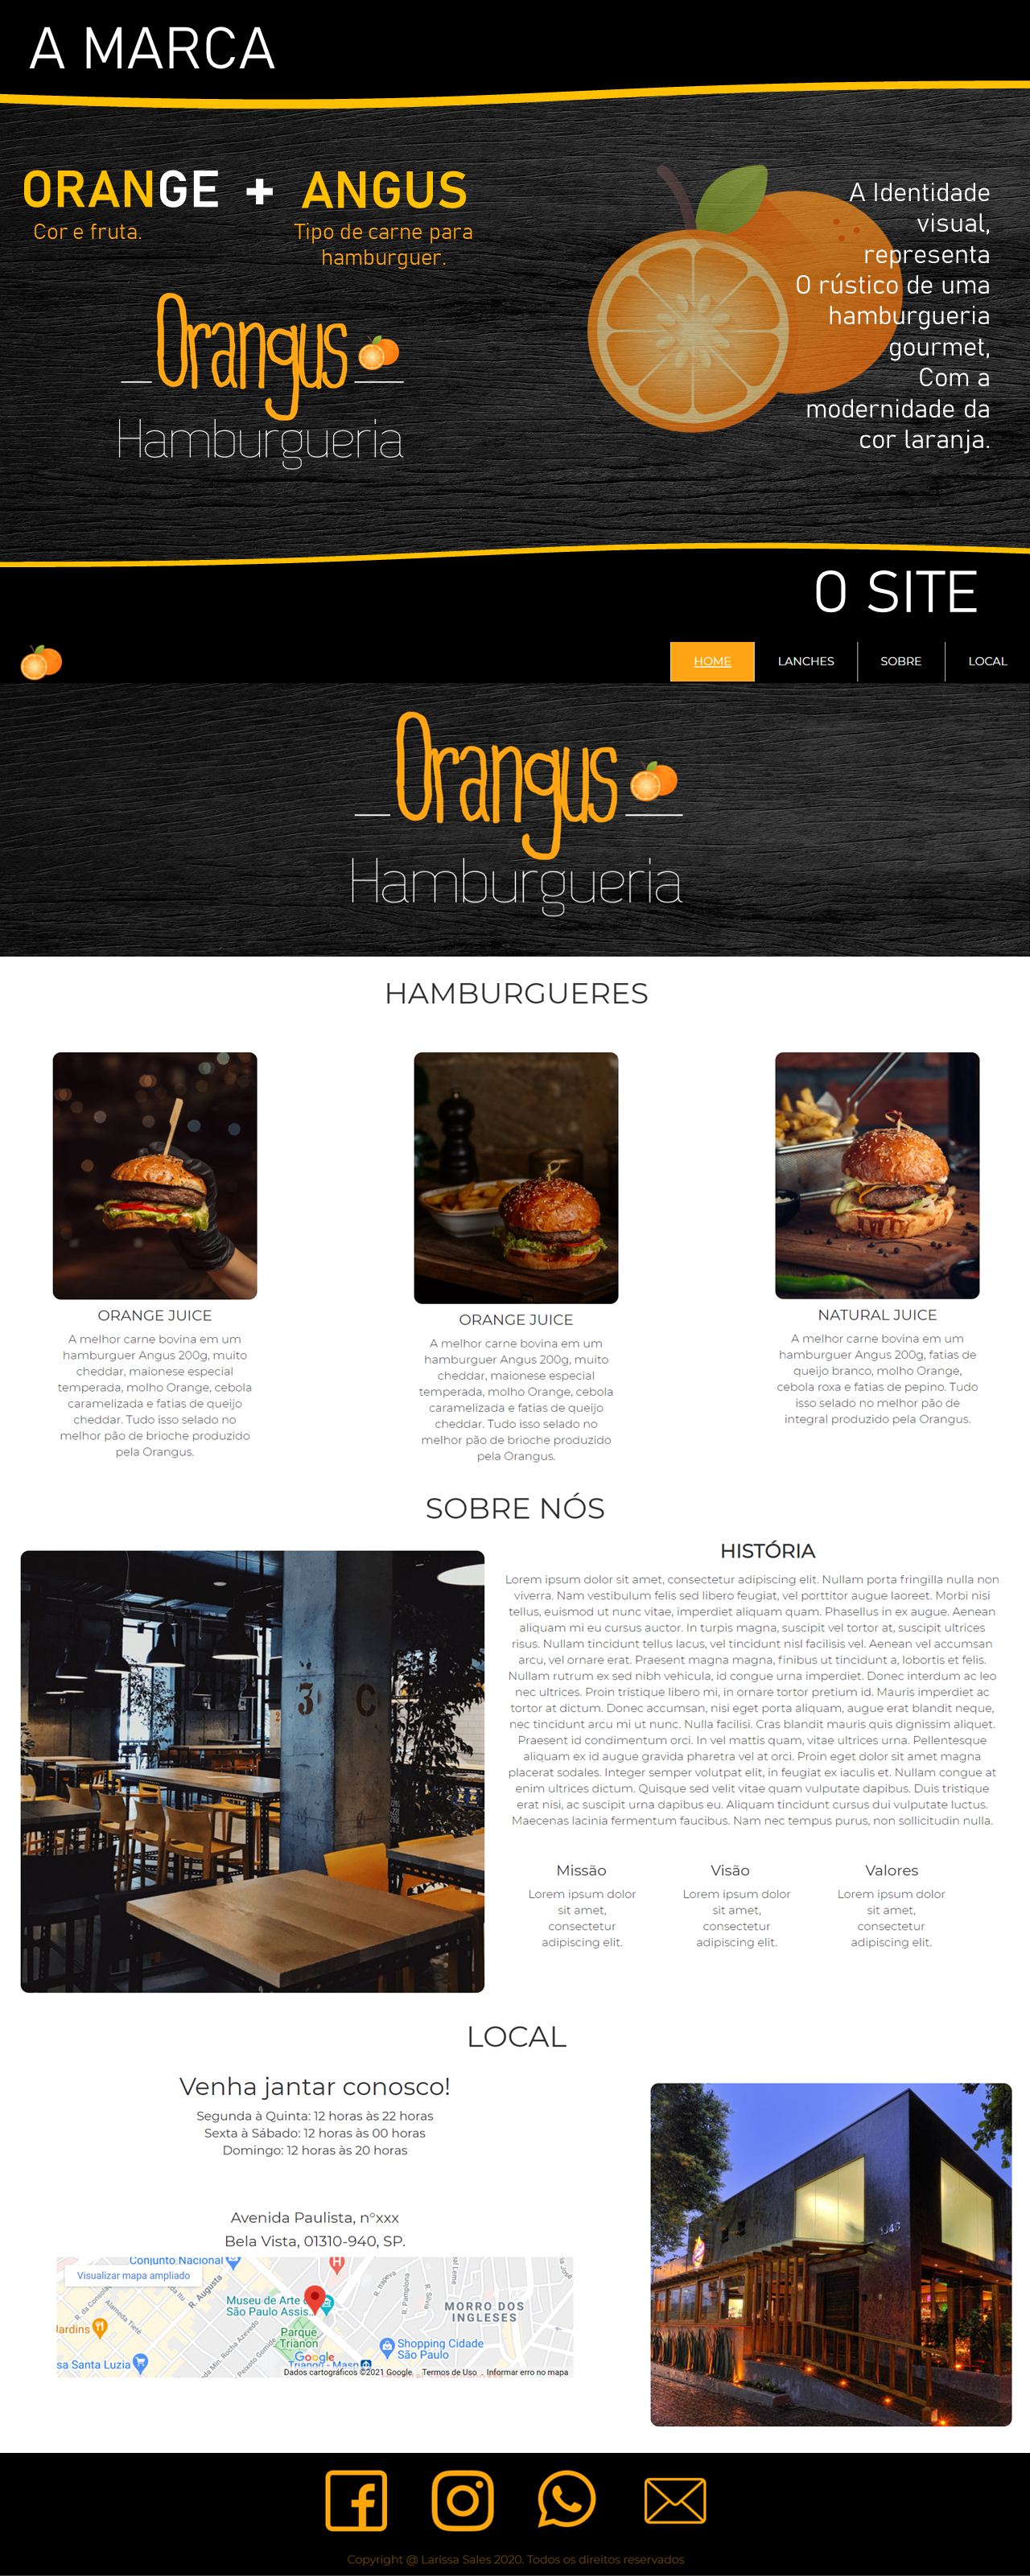 A MARCA
ORANGE + ANGUS
Cor e fruta.
Tipo de carne para
hamburguer.
Orangus
Hamburgueria
A Identidade
visual,
representa
O rústico de uma
hamburgueria
gourmet,
Com a
modernidade da
cor laranja.
O SITE
HOME
LANCHES
SOBRE
LOCAL
Orangus
Hamburgueria
HAMBURGUERES
ORANGE JUICE
A melhor carne bovina em um
hamburguer Angus 200g, muito
cheddar, maionese especial
temperada, molho Orange, cebola
caramelizada e fatias de queijo
cheddar. Tudo isso selado no
melhor pão de brioche produzido
pela Orangus.
ORANGE JUICE
A melhor carne bovina em um
hamburguer Angus 200g, muito
cheddar, maionese especial
temperada, molho Orange, cebola
caramelizada e fatias de queijo
cheddar. Tudo isso selado no
melhor pão de brioche produzido
pela Orangus.
NATURAL JUICE
A melhor carne bovina em um
hamburguer Angus 200g, fatias de
queijo branco, molho Orange,
cebola roxa e fatias de pepino. Tudo
isso selado no melhor pão de
integral produzido pela Orangus.
SOBRE NÓS
3 C
HISTÓRIA
Lorem ipsum dolor sit amet, consectetur adipiscing elit. Nullam porta fringilla nulla non
viverra. Nam vestibulum felis sed libero feugiat, vel porttitor augue laoreet. Morbi nisi
tellus, euismod ut nunc vitae, imperdiet aliquam quam. Phasellus in ex augue. Aenean
aliquam mi eu cursus auctor. In turpis magna, suscipit vel tortor at, suscipit ultrices
risus. Nullam tincidunt tellus lacus, vel tincidunt nisl facilisis vel. Aenean vel accumsan
arcu, vel ornare erat. Praesent magna magna, finibus ut tincidunt a, lobortis et felis.
Nullam rutrum ex sed nibh vehicula, id congue urna imperdiet. Donec interdum ac leo
nec ultrices. Proin tristique libero mi, in ornare tortor pretium id. Mauris imperdiet ac
tortor at dictum. Donec accumsan, nisi eget porta aliquam, augue erat blandit neque,
nec tincidunt arcu mi ut nunc. Nulla facilisi. Cras blandit mauris quis dignissim aliquet.
Praesent id condimentum orci. In vel mattis quam, vitae ultrices urna. Pellentesque
aliquam ex id augue gravida pharetra vel at orci. Proin eget dolor sit amet magna
placerat sodales. Integer semper volutpat elit, in feugiat ex iaculis et. Nullam congue at
enim ultrices dictum. Quisque sed velit vitae quam vulputate dapibus. Duis tristique
erat nisi, ac suscipit urna dapibus eu. Aliquam tincidunt cursus dui vulputate luctus.
Maecenas lacinia fermentum faucibus. Nam nec tempus purus, non sollicitudin nulla.
Missão
Lorem ipsum dolor
sit amet,
consectetur
adipiscing elit.
Visão
Lorem ipsum dolor
sit amet,
consectetur
adipiscing elit.
Valores
Lorem ipsum dolor
sit amet,
consectetur
adipiscing elit.
LOCAL
Venha jantar conosco!
Segunda à Quinta: 12 horas às 22 horas
Sexta à Sábado: 12 horas às 00 horas
Domingo: 12 horas às 20 horas
Avenida Paulista, n°xxx
Bela Vista, 01310-940, SP.
Conjunto Nacional
Visualizar mapa ampliado
R. Augusta
Alameda Tietê
Museu de Arte
São Paulo Assis
R. Itapeva
R. Pamplona
R. Silvia
MORRO DOS
INGLESES
Jardins
Parque
Trianon
R. Rocha Azevedo
Peixoto Gomide
Shopping Cidade
São Paulo
sa Santa Luzia
Google
Trianon - Masp
Dados cartográficos ©2021 Google
Termos de Uso
Informar erro no mapa
Copyright @ Larissa Sales 2020. Todos os direitos reservados